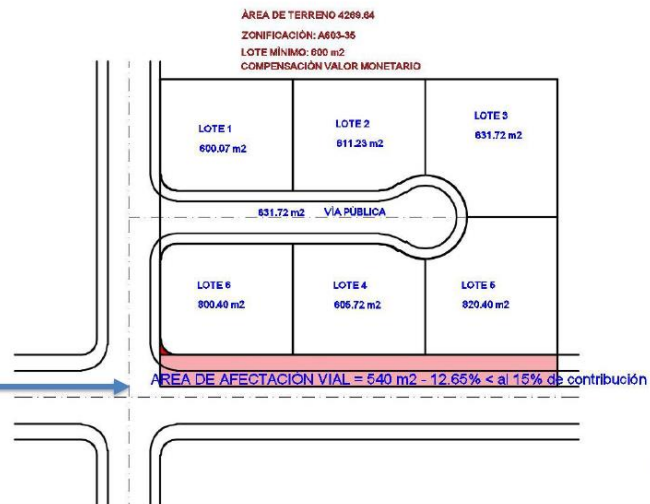 ÀREA DE TERRENO 4269.64
ZONIFICACIÓN: A603-35
LOTE MÍNIMO: 600 m2
COMPENSACIÓN VALOR MONETARIO
LOTE 1
600.07 m2
LOTE 2
611.23 m2
LOTE 3
631.72 m2
631.72 m2 VÍA PÚBLICA
LOTE 6
800.40 m2
LOTE 4
605.72 m2
LOTE 5
820.40 m2
AREA DE AFECTACIÓN VIAL = 540 m2 - 12.65% < al 15% de contribución